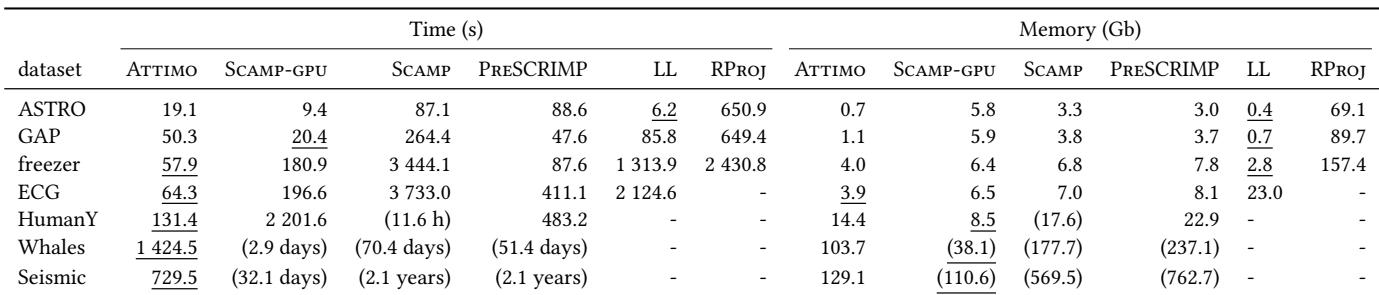 Time (s) Memory (Gb)
dataset ATTIMO SCAMP-GPU SCAMP PRESCRIMP LL RPROJ ATTIMO SCAMP-GPU SCAMP PRESCRIMP LL RPROJ
ASTRO 19.1 9.4 87.1 88.6 6.2 650.9 0.7 5.8 3.3 3.0 0.4 69.1
GAP 50.3 20.4 264.4 47.6 85.8 649.4 1.1 5.9 3.8 3.7 0.7 89.7
freezer 57.9 180.9 3 444.1 87.6 1 313.9 2 430.8 4.0 6.4 6.8 7.8 2.8 157.4
ECG 64.3 196.6 3 733.0 411.1 2 124.6 - 3.9 6.5 7.0 8.1 23.0 -
HumanY 131.4 2 201.6 (11.6 h) 483.2 - - 14.4 8.5 (17.6) 22.9 - -
Whales 1 424.5 (2.9 days) (70.4 days) (51.4 days) - - 103.7 (38.1) (177.7) (237.1) - -
Seismic 729.5 (32.1 days) (2.1 years) (2.1 years) - - 129.1 (110.6) (569.5) (762.7) - -